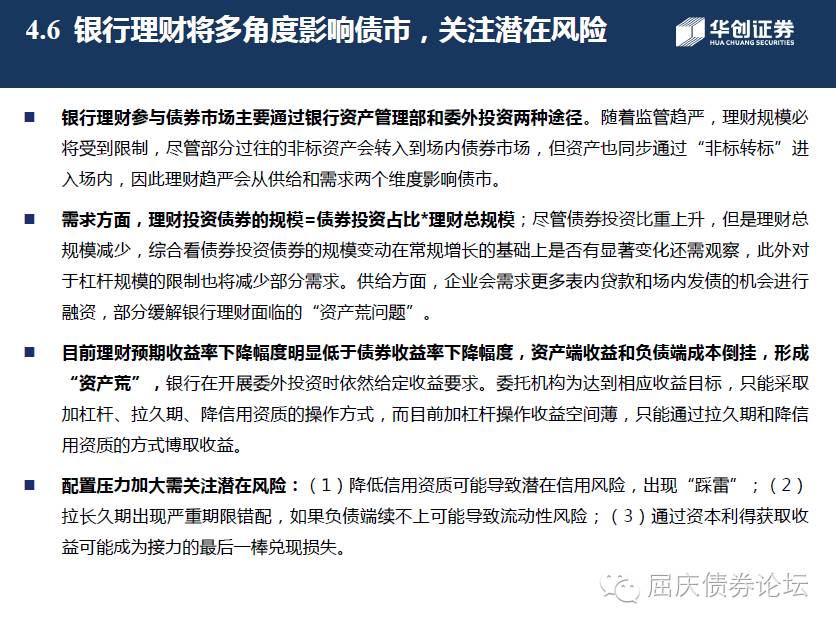 4.6 银行理财将多角度影响债市，关注潜在风险
华创证券
HUA CHUANG SECURITIES
■ 银行理财参与债券市场主要通过银行资产管理部和委外投资两种途径。随着监管趋严，理财规模必
将受到限制，尽管部分过往的非标资产会转入到场内债券市场，但资产也同步通过“非标转标”进
入场内，因此理财趋严会从供给和需求两个维度影响债市。
■ 需求方面，理财投资债券的规模=债券投资占比*理财总规模；尽管债券投资比重上升，但是理财总
规模减少，综合看债券投资债券的规模变动在常规增长的基础上是否有显著变化还需观察，此外对
于杠杆规模的限制也将减少部分需求。供给方面，企业会需求更多表内贷款和场内发债的机会进行
融资，部分缓解银行理财面临的“资产荒问题”。
■ 目前理财预期收益率下降幅度明显低于债券收益率下降幅度，资产端收益和负债端成本倒挂，形成
“资产荒”，银行在开展委外投资时依然给定收益要求。委托机构为达到相应收益目标，只能采取
加杠杆、拉久期、降信用资质的操作方式，而目前加杠杆操作收益空间薄，只能通过拉久期和降信
用资质的方式博取收益。
■ 配置压力加大需关注潜在风险：（1）降低信用资质可能导致潜在信用风险，出现“踩雷”；（2）
拉长久期出现严重期限错配，如果负债端续不上可能导致流动性风险；（3）通过资本利得获取收
益可能成为接力的最后一棒兑现损失。
屈庆债券论坛